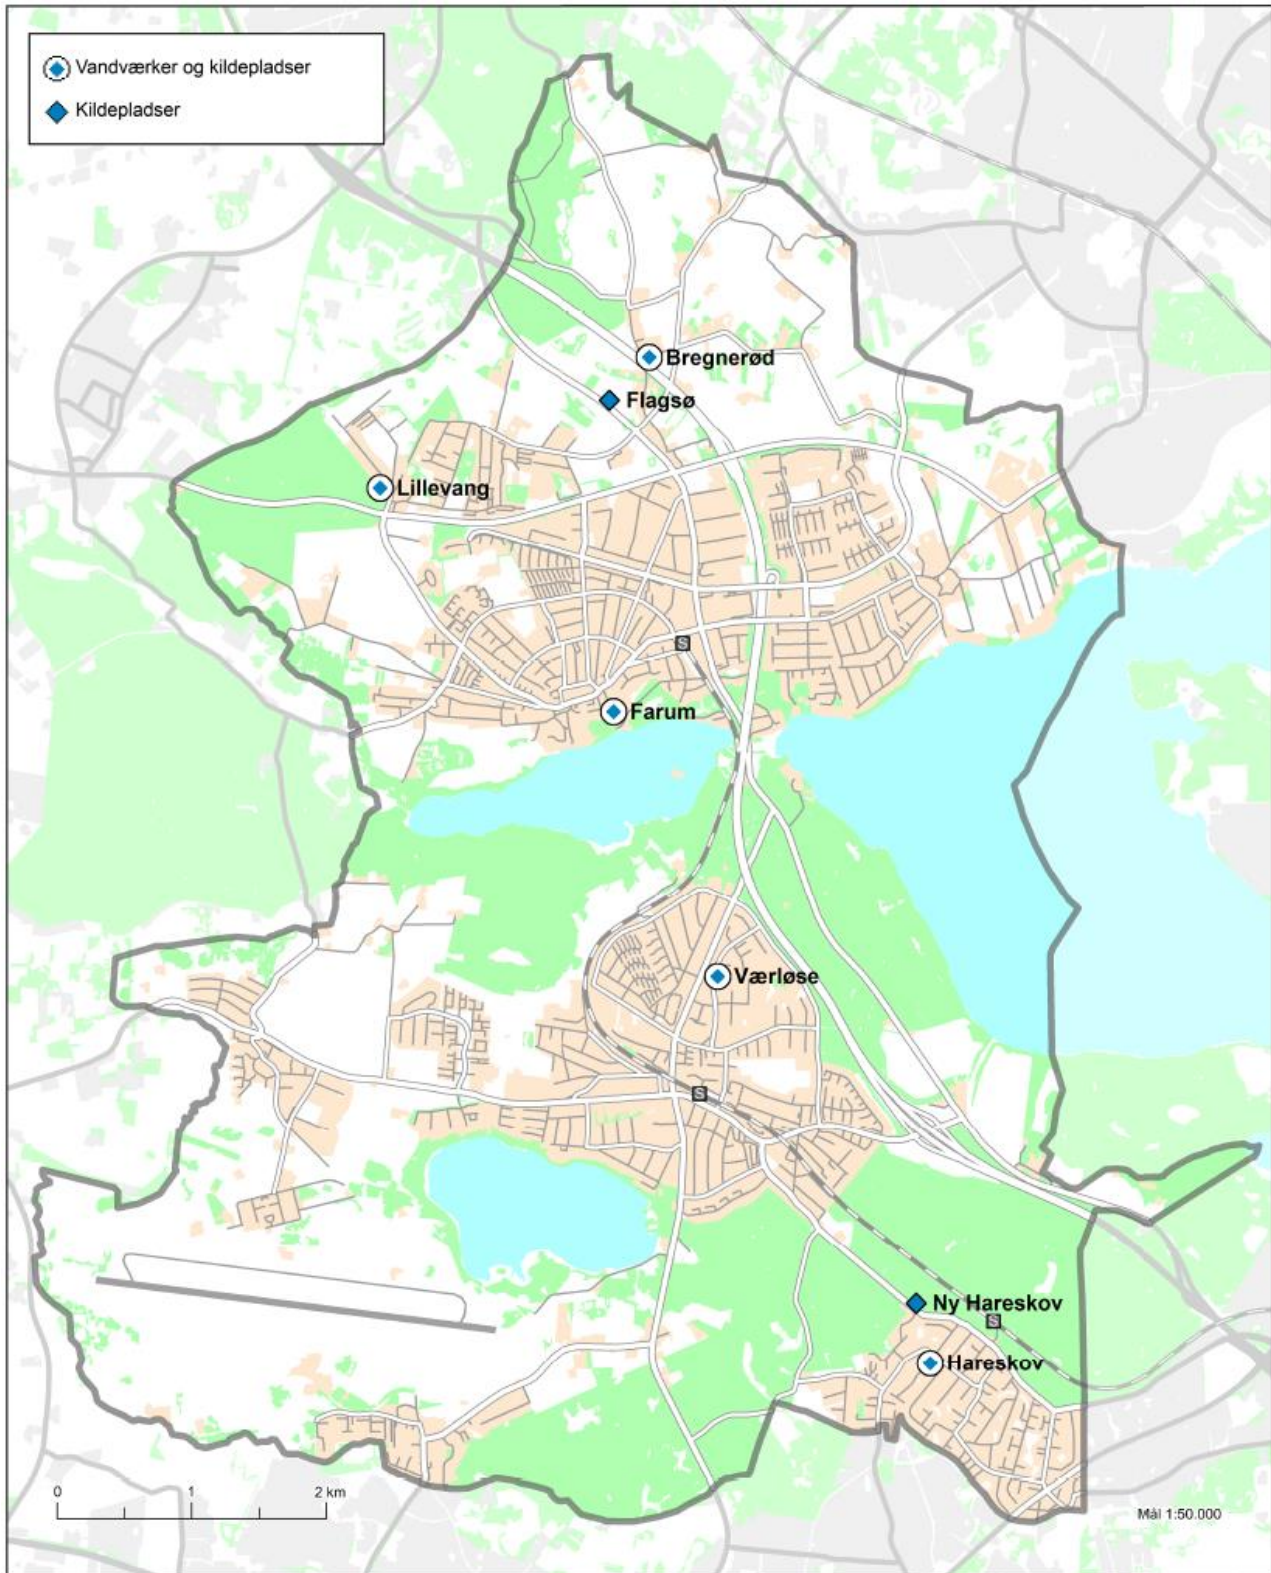 Vandværker og kildepladser
Kildepladser
Bregnerød
Flagsø
Lillevang
S
Farum
Værløse
S
Ny Hareskov
S
Hareskov
0 1 2 km
Mål 1:50.000